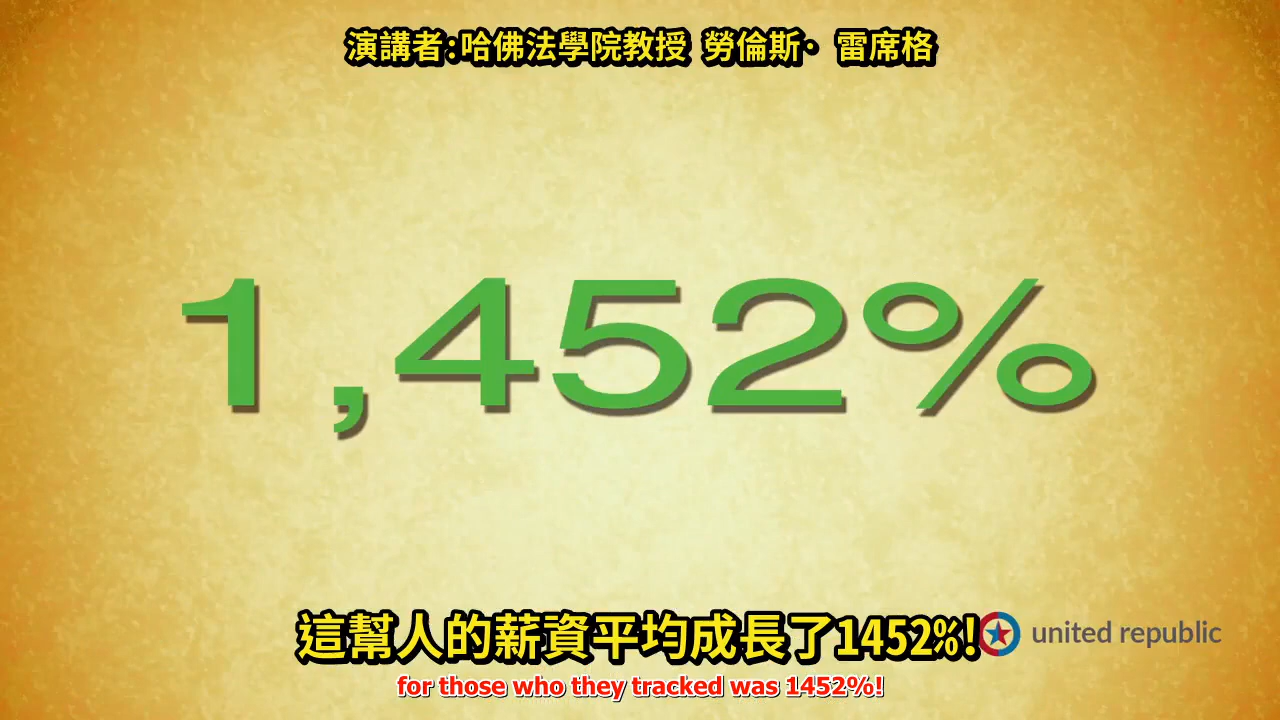 演講者:哈佛法學院教授 勞倫斯· 雷席格
1,452%
這幫人的薪資平均成長了1452%!
united republic
for those who they tracked was 1452%!